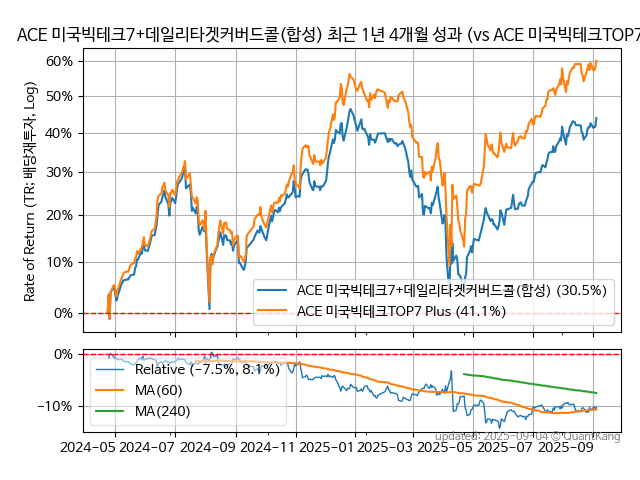 ACE 미국빅테크7+데일리타겟커버드콜(합성) 최근 1년 4개월 성과 (vs ACE 미국빅테크TOP7
Rate of Return (TR: 배당재투자, Log)
60%
50%
40%
30%
20%
10%
0%
ACE 미국빅테크7+데일리타겟커버드콜(합성) (30.5%)
ACE 미국빅테크TOP7 Plus (41.1%)
0%
−10%
Relative (−7.5%, 8.1%)
MA(60)
MA(240)
2024-05 2024-07 2024-09 2024-11 2025-01 2025-03 2025-05 2025-07 2025-09
updated: 2025-09-04 © QuantKang